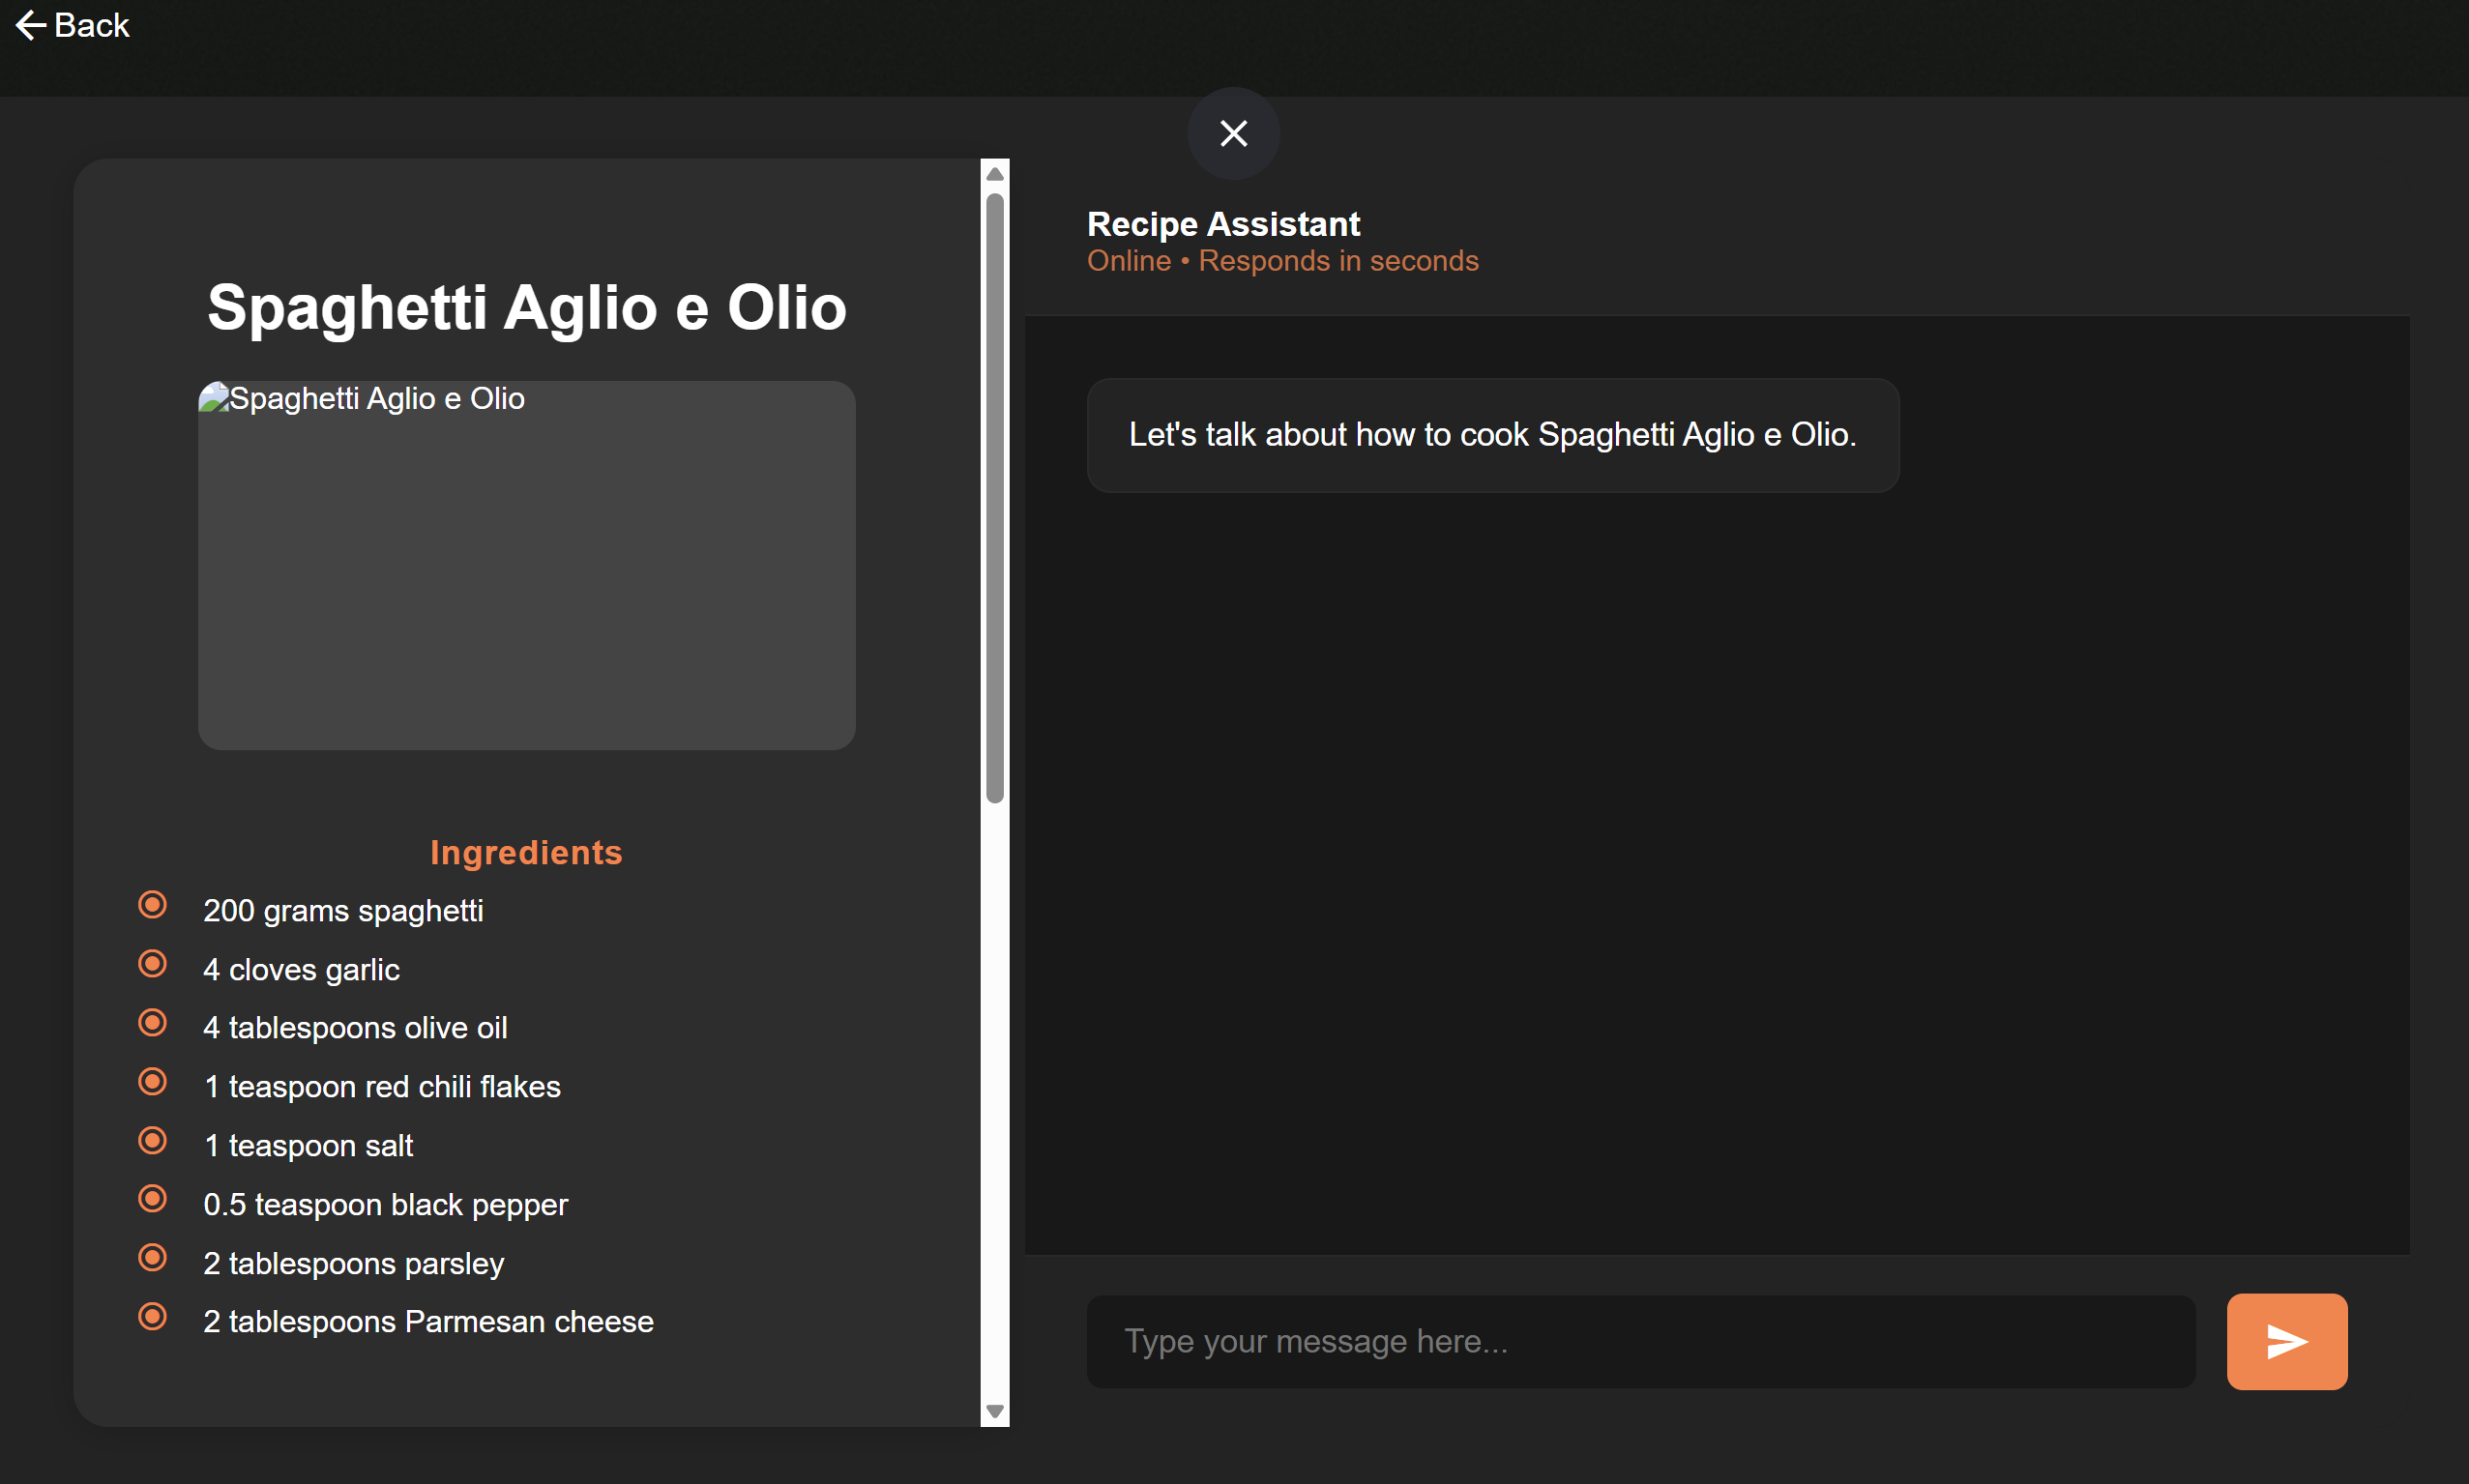 Back
Spaghetti Aglio e Olio
Spaghetti Aglio e Olio
Ingredients
200 grams spaghetti
4 cloves garlic
4 tablespoons olive oil
1 teaspoon red chili flakes
1 teaspoon salt
0.5 teaspoon black pepper
2 tablespoons parsley
2 tablespoons Parmesan cheese
Recipe Assistant
Online • Responds in seconds
Let's talk about how to cook Spaghetti Aglio e Olio.
Type your message here...